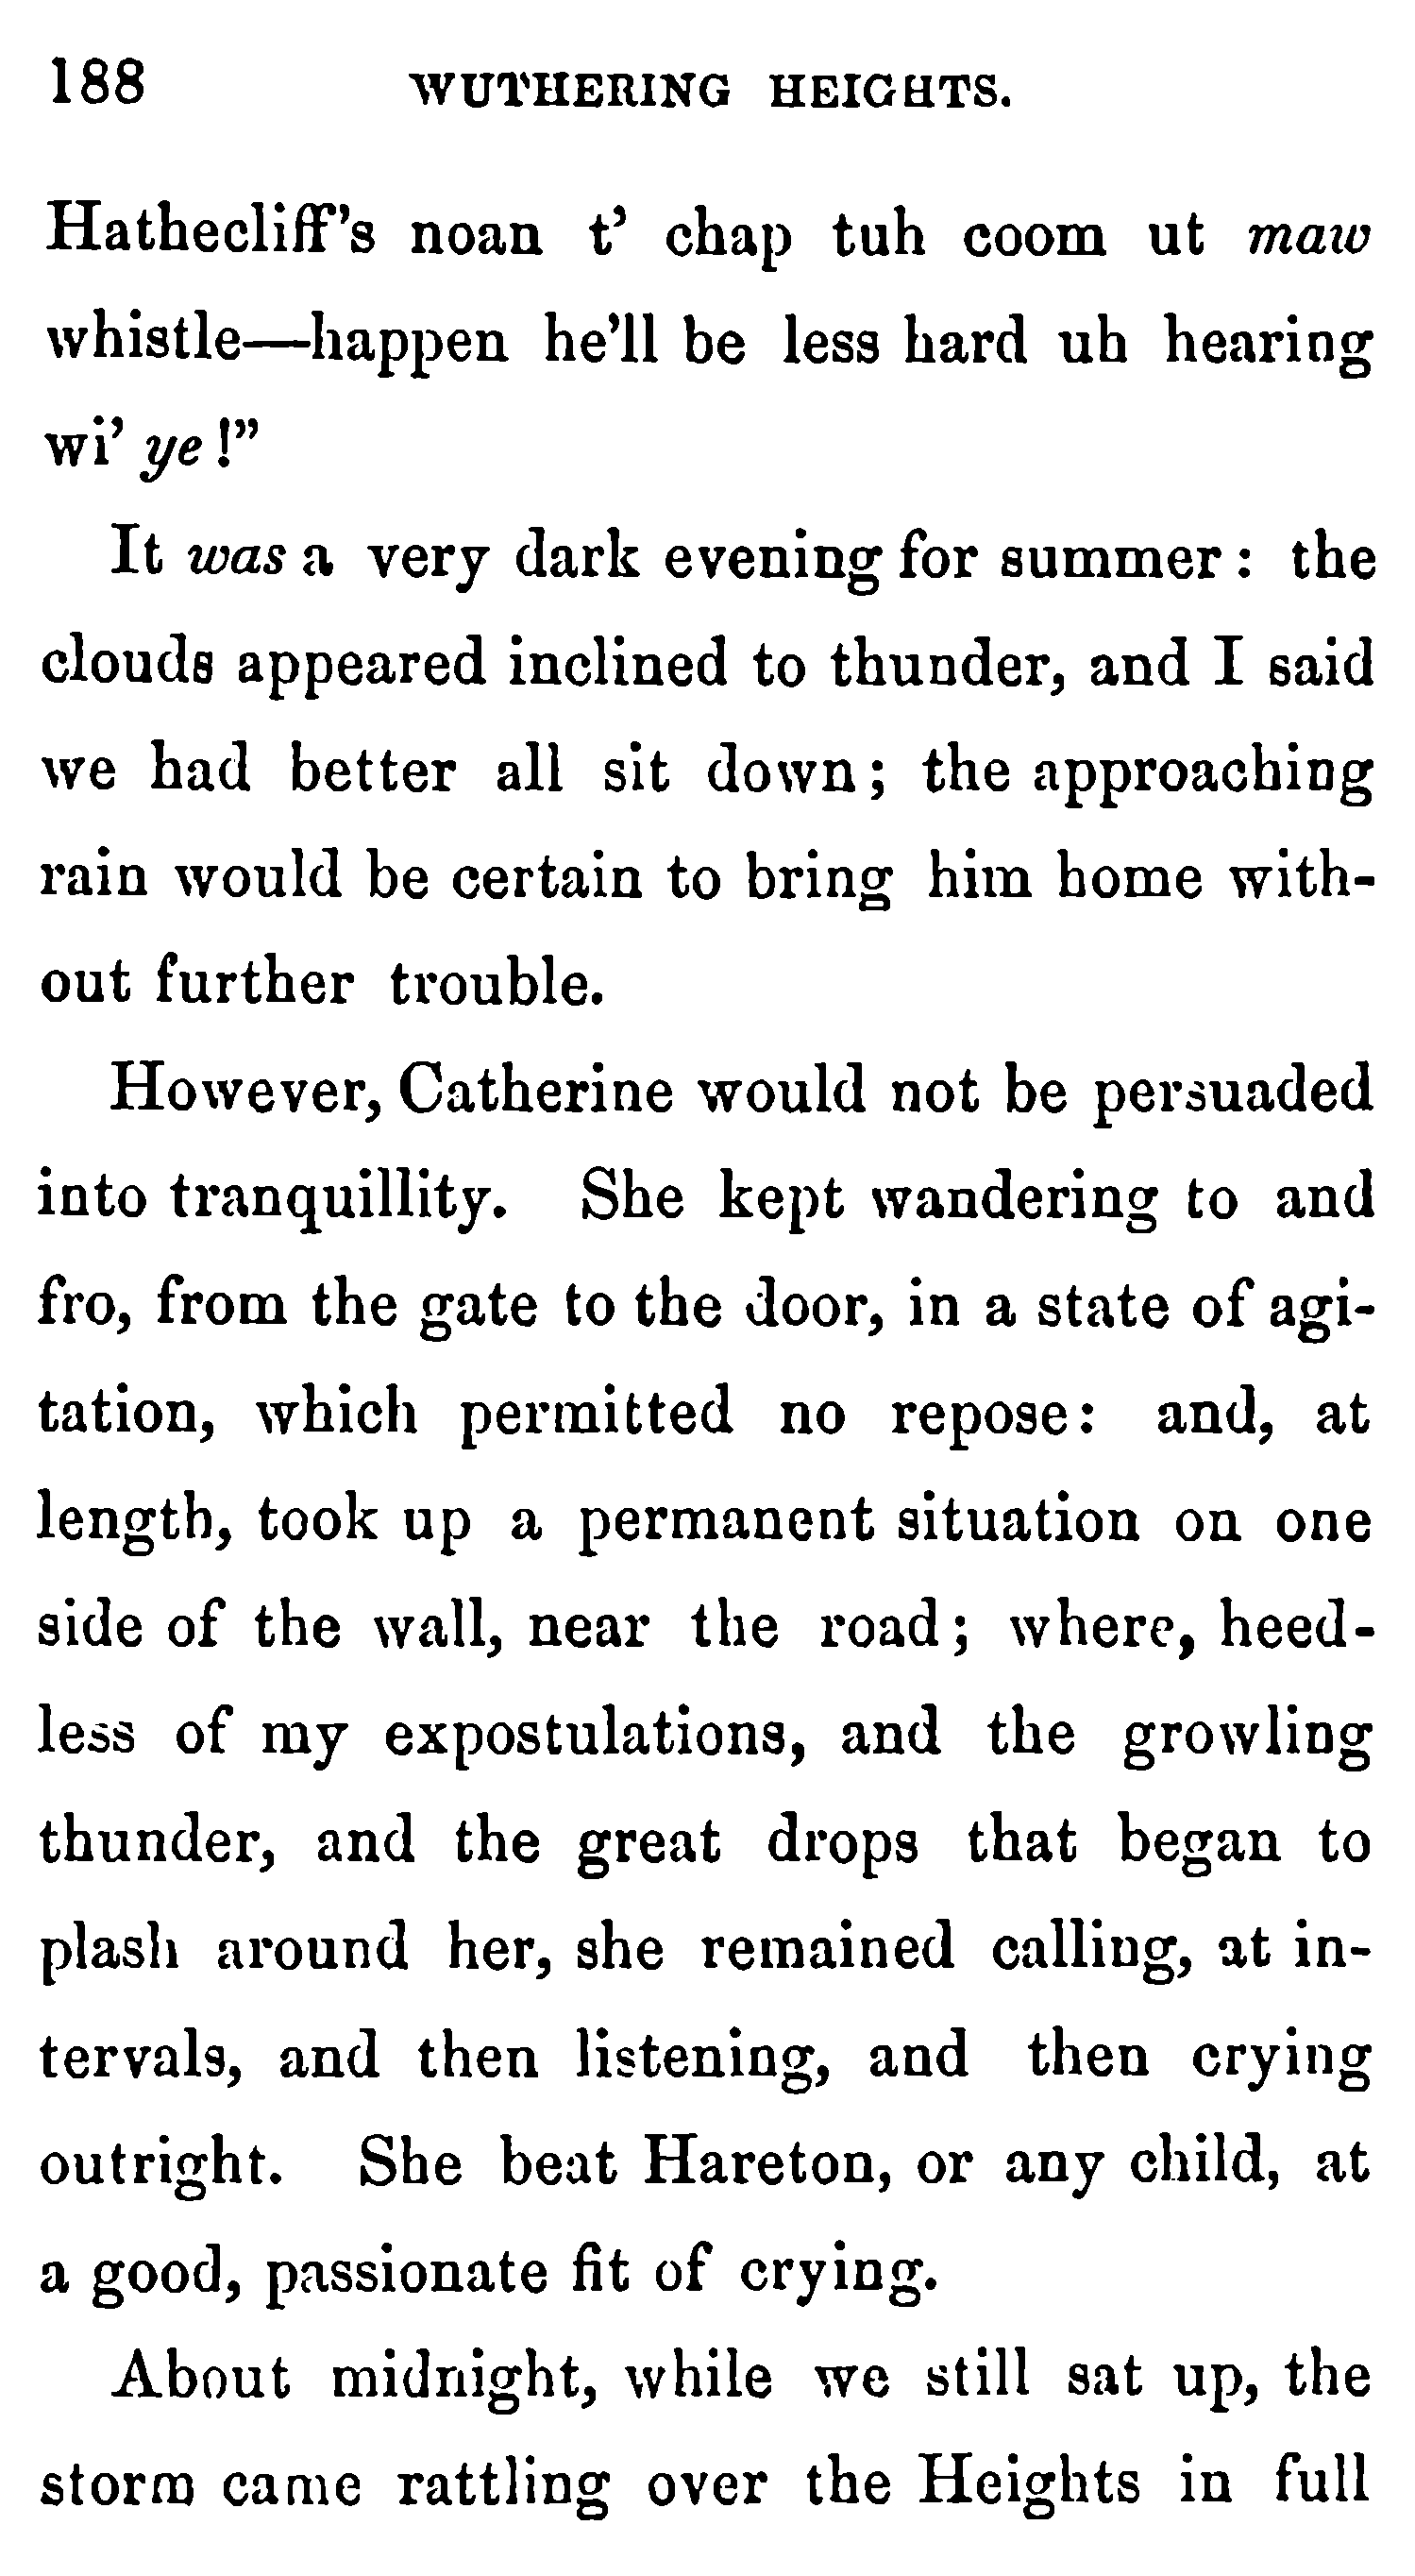 188 WUTHERING HEIGHTS.
Hathecliff's noan t' chap tuh coom ut maw
whistle—happen he'll be less hard uh hearing
wi' ye!"
It was a very dark evening for summer: the
clouds appeared inclined to thunder, and I said
we had better all sit down; the approaching
rain would be certain to bring him home with-
out further trouble.
However, Catherine would not be persuaded
into tranquillity. She kept wandering to and
fro, from the gate to the door, in a state of agi-
tation, which permitted no repose: and, at
length, took up a permanent situation on one
side of the wall, near the road; where, heed-
less of my expostulations, and the growling
thunder, and the great drops that began to
plash around her, she remained calling, at in-
tervals, and then listening, and then crying
outright. She beat Hareton, or any child, at
a good, passionate fit of crying.
About midnight, while we still sat up, the
storm came rattling over the Heights in full